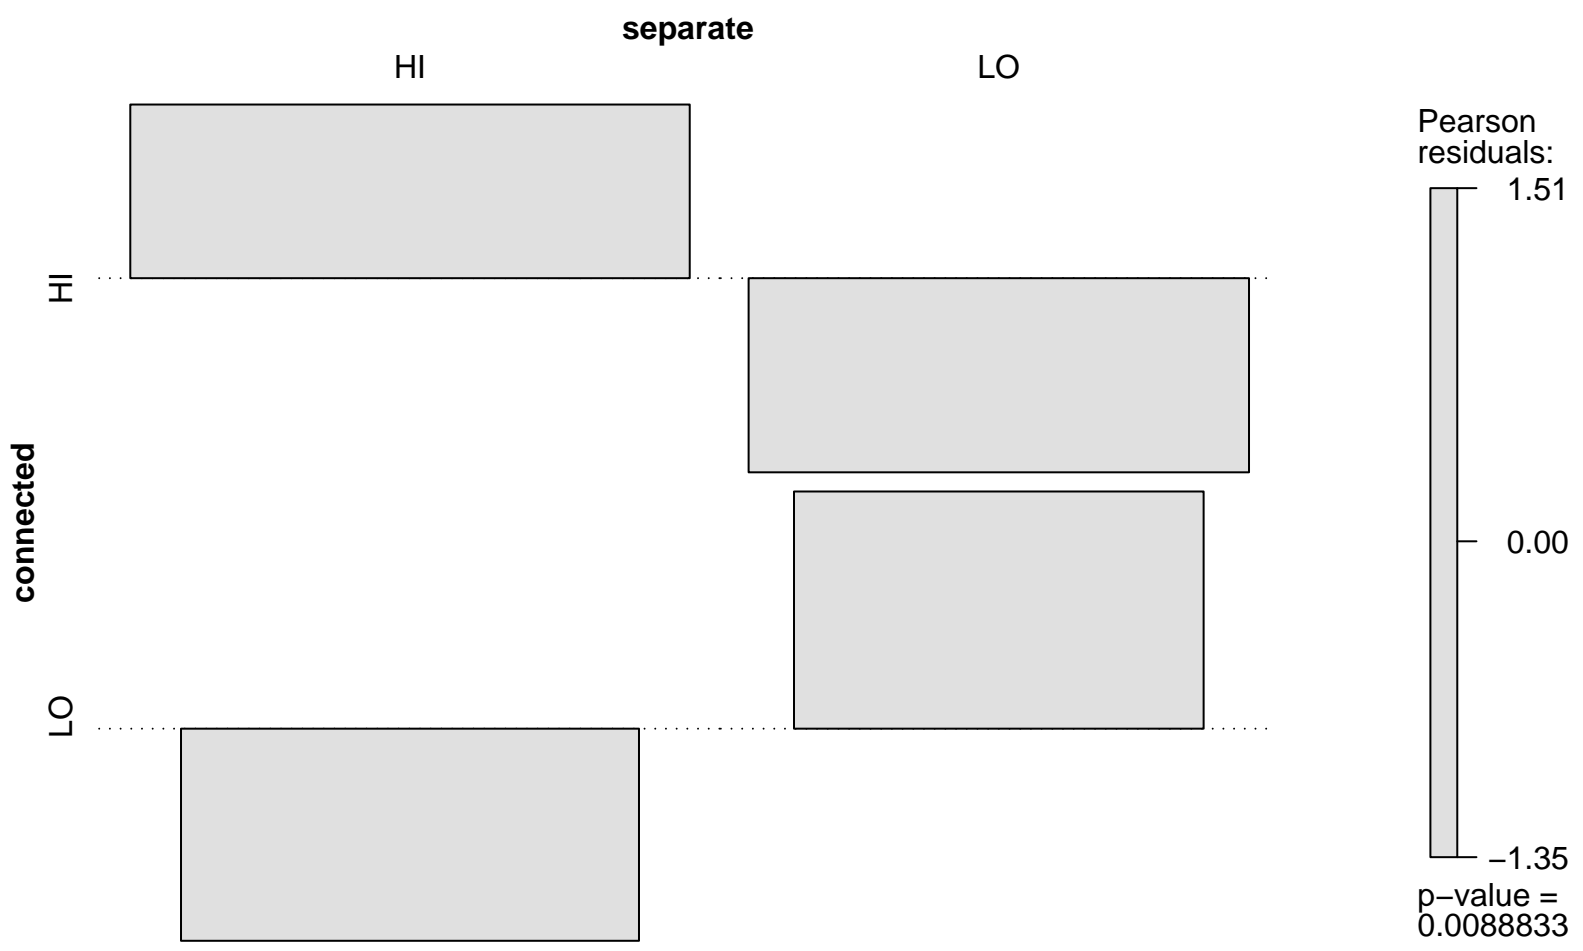 separate
HI
LO
HI
connected
LO
Pearson
residuals:
1.51
0.00
−1.35
p−value =
0.0088833